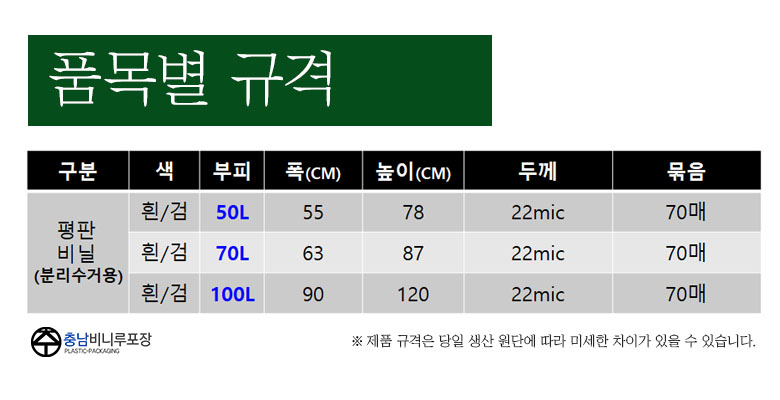 품목별 규격
구분 색 부피 폭(CM) 높이(CM) 두께 묶음
평판 비닐 (분리수거용) 흰/검 50L 55 78 22mic 70매
흰/검 70L 63 87 22mic 70매
흰/검 100L 90 120 22mic 70매
충남비니루포장
PLASTIC-PACKAGING
※ 제품 규격은 당일 생산 원단에 따라 미세한 차이가 있을 수 있습니다.